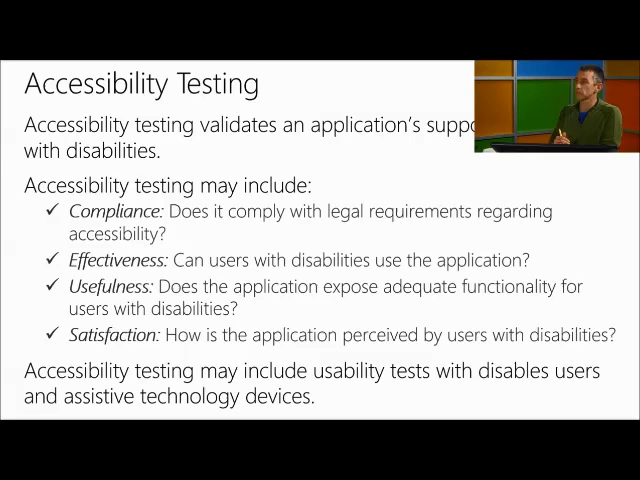 Accessibility Testing
Accessibility testing validates an application's
with disabilities.
Accessibility testing may include:
✓ Compliance: Does it comply with legal requirements regarding
accessibility?
✓ Effectiveness: Can users with disabilities use the application?
✓ Usefulness: Does the application expose adequate functionality for
users with disabilities?
✓ Satisfaction: How is the application perceived by users with disabilities?
Accessibility testing may include usability tests with disables users
and assistive technology devices.